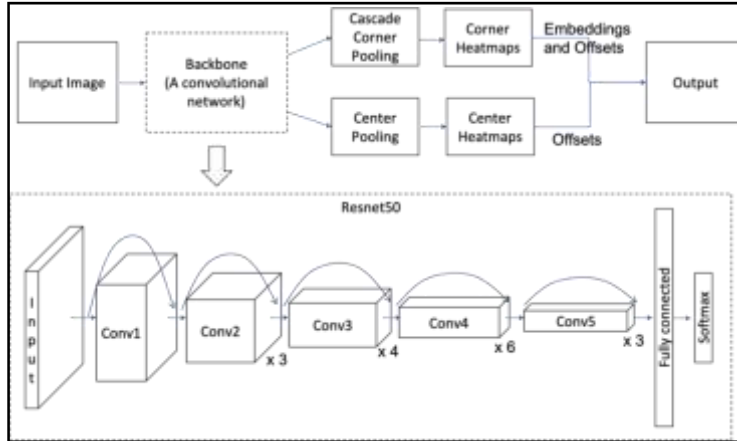 Input Image
Backbone
(A convolutional
network)
Cascade
Corner
Pooling
Corner
Heatmaps
Embeddings
and Offsets
Output
Center
Pooling
Center
Heatmaps
Offsets
Resnet50
Input
Conv1
Conv2
x 3
Conv3
x 4
Conv4
x 6
Conv5
x 3
Fully connected
Softmax